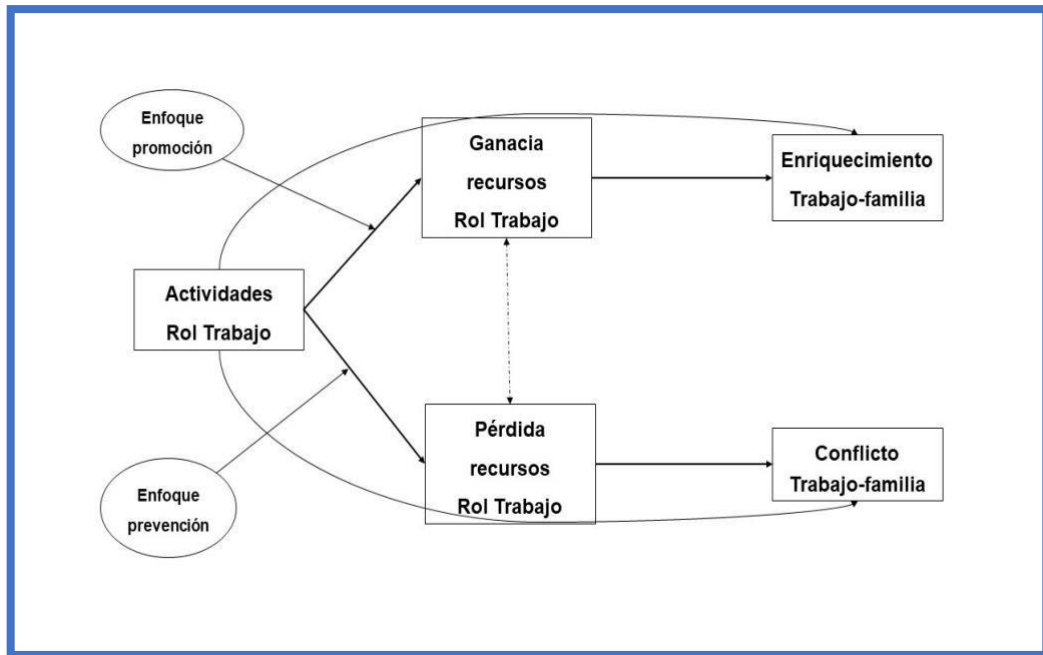 Enfoque
promoción
Ganacia
recursos
Rol Trabajo
Enriquecimiento
Trabajo-familia
Actividades
Rol Trabajo
Pérdida
recursos
Rol Trabajo
Conflicto
Trabajo-familia
Enfoque
prevención